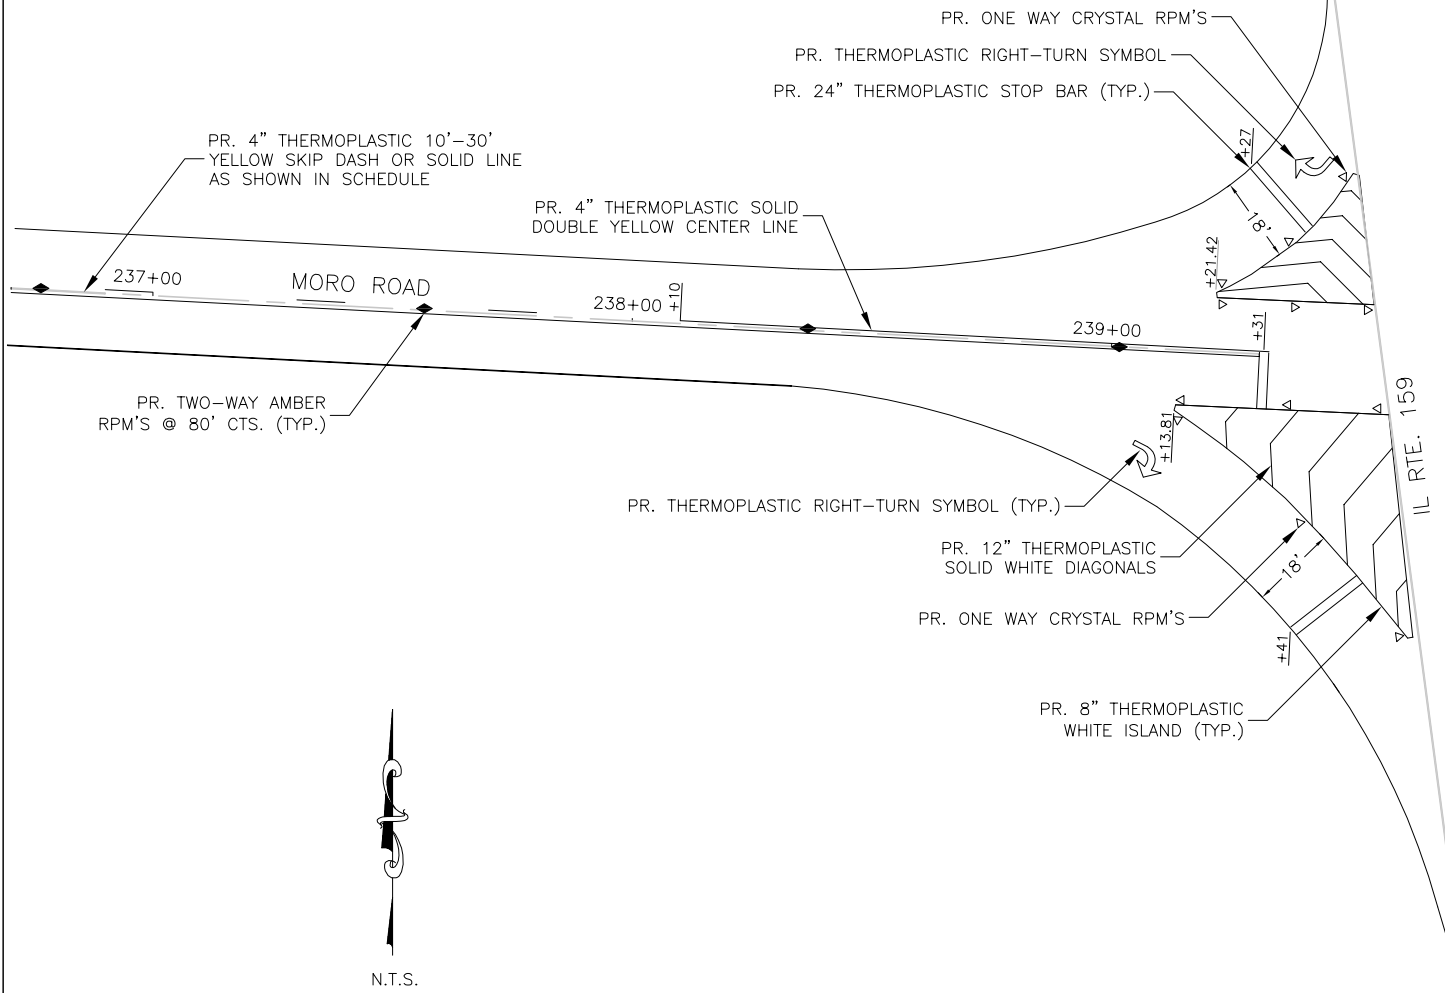 PR. ONE WAY CRYSTAL RPM'S
PR. THERMOPLASTIC RIGHT-TURN SYMBOL
PR. 24" THERMOPLASTIC STOP BAR (TYP.)
PR. 4" THERMOPLASTIC 10'-30'
YELLOW SKIP DASH OR SOLID LINE
AS SHOWN IN SCHEDULE
+27
PR. 4" THERMOPLASTIC SOLID
DOUBLE YELLOW CENTER LINE
18'
+21.42
237+00
MORO ROAD
238+00
+10
239+00
+31
PR. TWO-WAY AMBER
RPM'S @ 80' CTS. (TYP.)
+13.81
IL RTE. 159
PR. THERMOPLASTIC RIGHT-TURN SYMBOL (TYP.)
PR. 12" THERMOPLASTIC
SOLID WHITE DIAGONALS
18'
PR. ONE WAY CRYSTAL RPM'S
+41
PR. 8" THERMOPLASTIC
WHITE ISLAND (TYP.)
N.T.S.